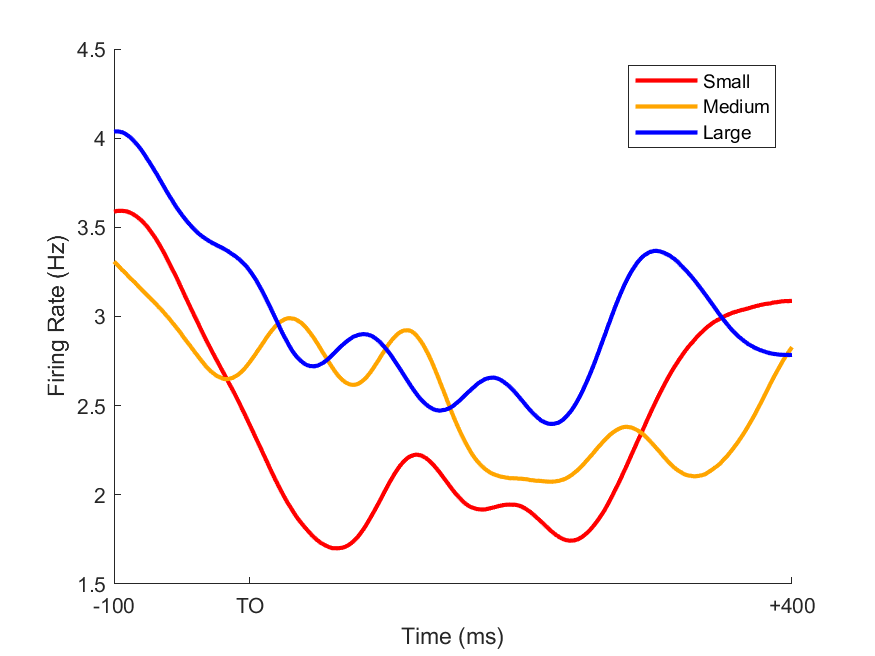 4.5
4
3.5
3
2.5
2
1.5
Firing Rate (Hz)
Small
Medium
Large
-100
TO
+400
Time (ms)